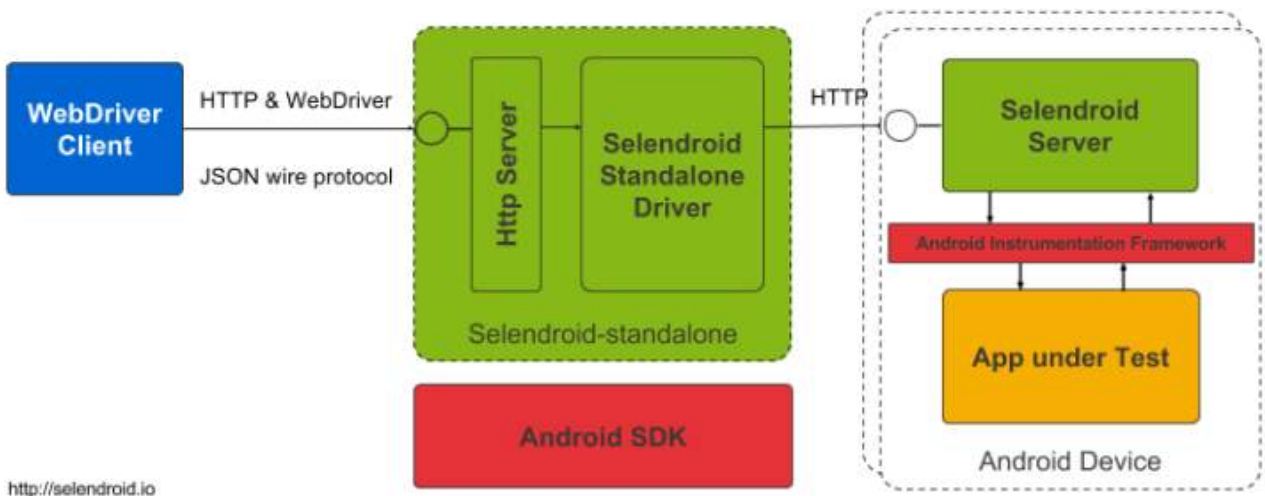 WebDriver
Client
HTTP & WebDriver
JSON wire protocol
Http Server
Selendroid
Standalone
Driver
Selendroid-standalone
Android SDK
HTTP
Selendroid
Server
Android Instrumentation Framework
App under Test
Android Device
http://selendroid.io